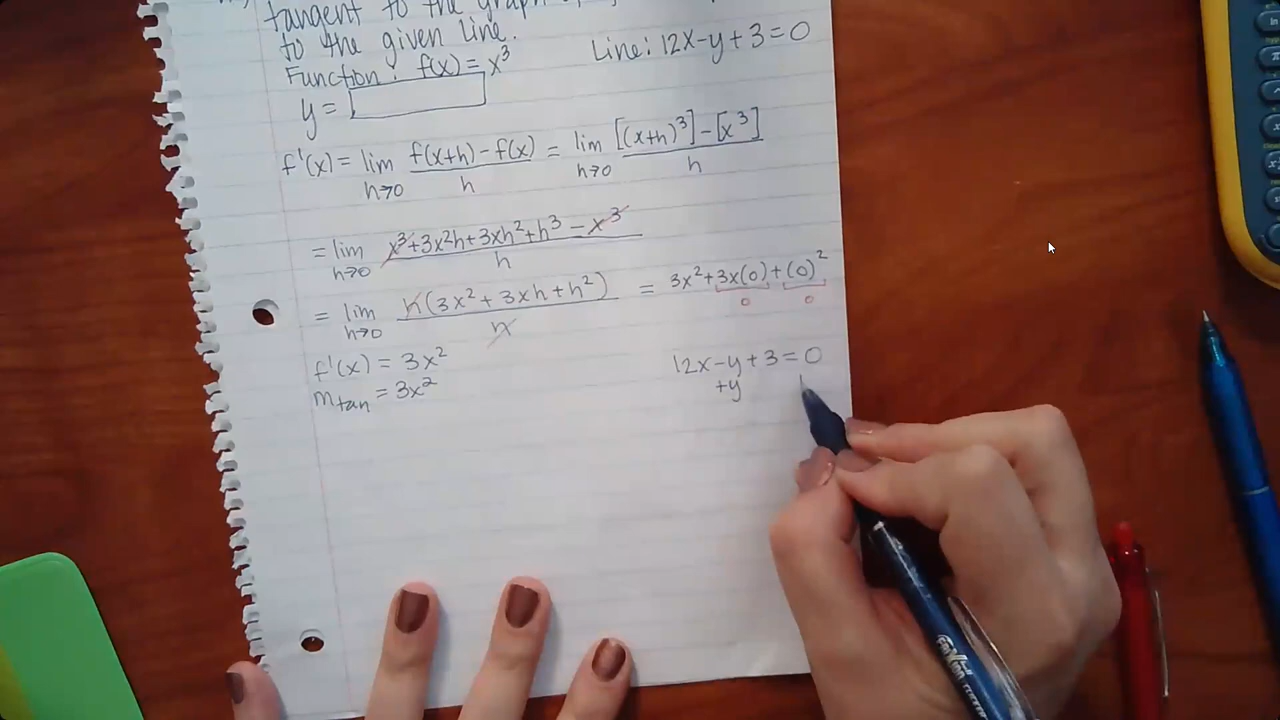 tangent to the graph
to the given line.
Function: f(x) = x³
Line: 12x-y+3=0
y =
f'(x) = lim h→0 f(x+h)-f(x) / h = lim h→0 [(x+h)³]-[x³] / h
= lim h→0 x³+3x²h+3xh²+h³-x³ / h
= lim h→0 h(3x²+3xh+h²) / h = 3x²+3x(0)+(0)²
0 0
f'(x) = 3x²
m tan = 3x²
12x-y+3=0
+y